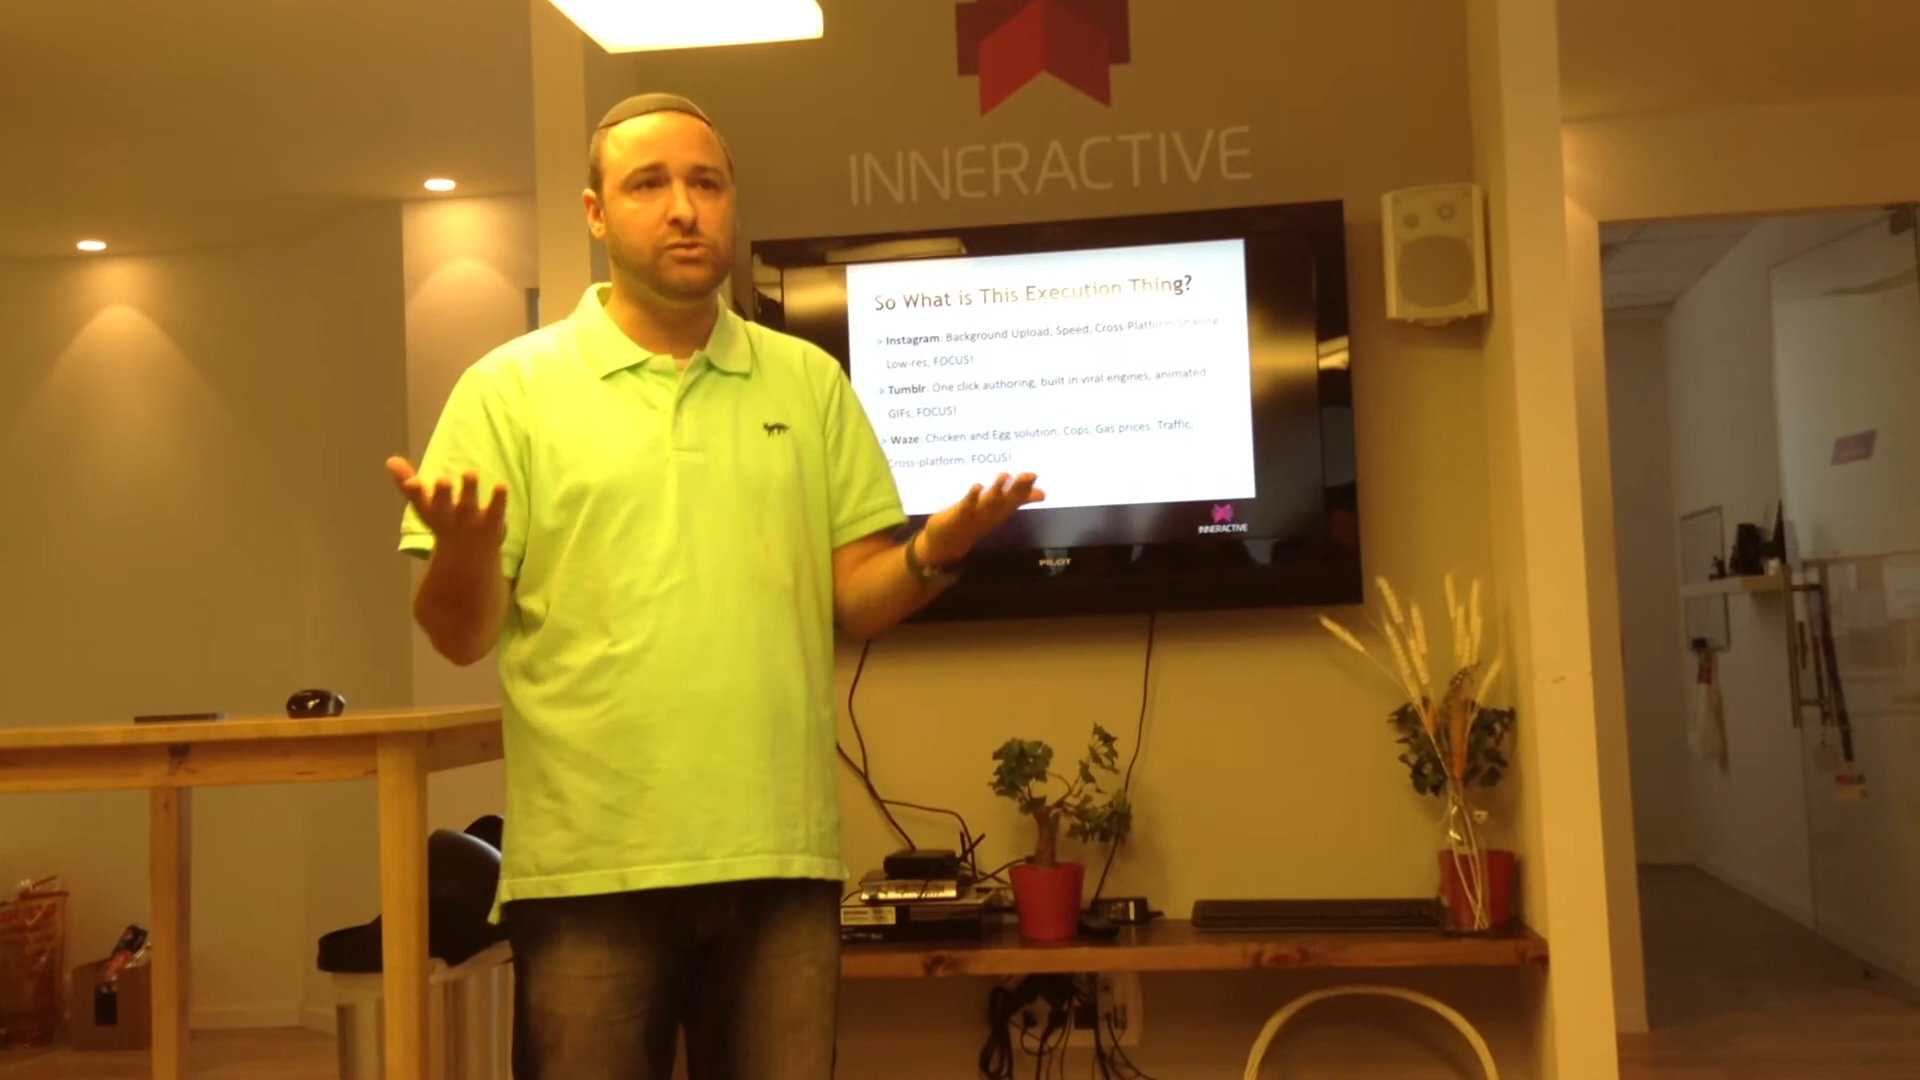 INNERACTIVE
So What is This Execution Thing?
> Instagram: Background Upload, Speed, Cross-Platform Sharing
Low-res, FOCUS!
> Tumblr: One click authoring, built in viral engines, animated
GIFs, FOCUS!
> Waze: Chicken and Egg solution, Cops, Gas prices, Traffic,
Cross-platform, FOCUS!
INNERACTIVE
PILOT